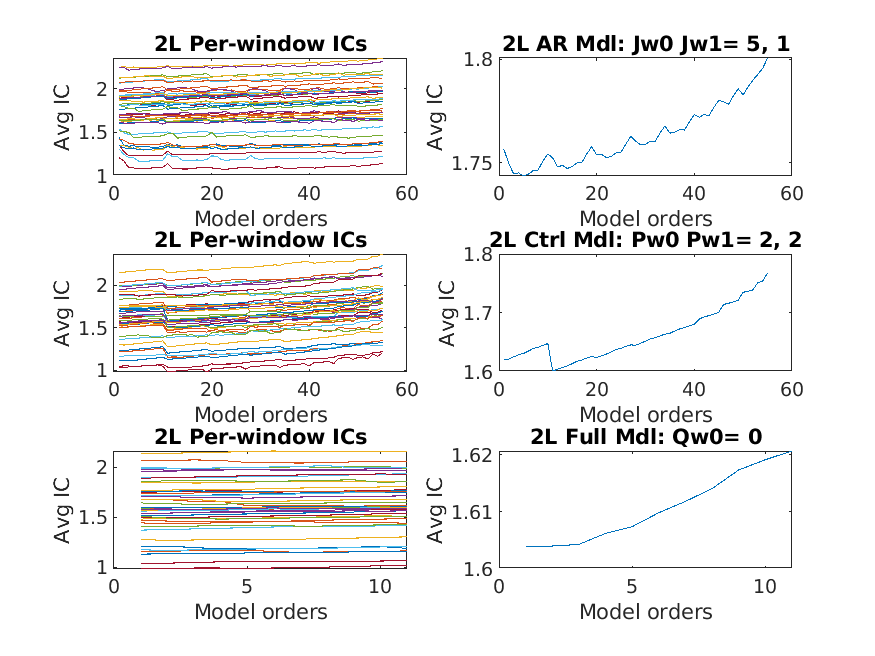 2L Per-window ICs
Avg IC
2
1.5
1
0
20
40
60
Model orders
2L AR Mdl: Jw0 Jw1= 5, 1
Avg IC
1.8
1.75
0
20
40
60
Model orders
2L Per-window ICs
Avg IC
2
1.5
1
0
20
40
60
Model orders
2L Ctrl Mdl: Pw0 Pw1= 2, 2
Avg IC
1.8
1.7
1.6
0
20
40
60
Model orders
2L Per-window ICs
Avg IC
2
1.5
1
0
5
10
Model orders
2L Full Mdl: Qw0= 0
Avg IC
1.62
1.61
1.6
0
5
10
Model orders